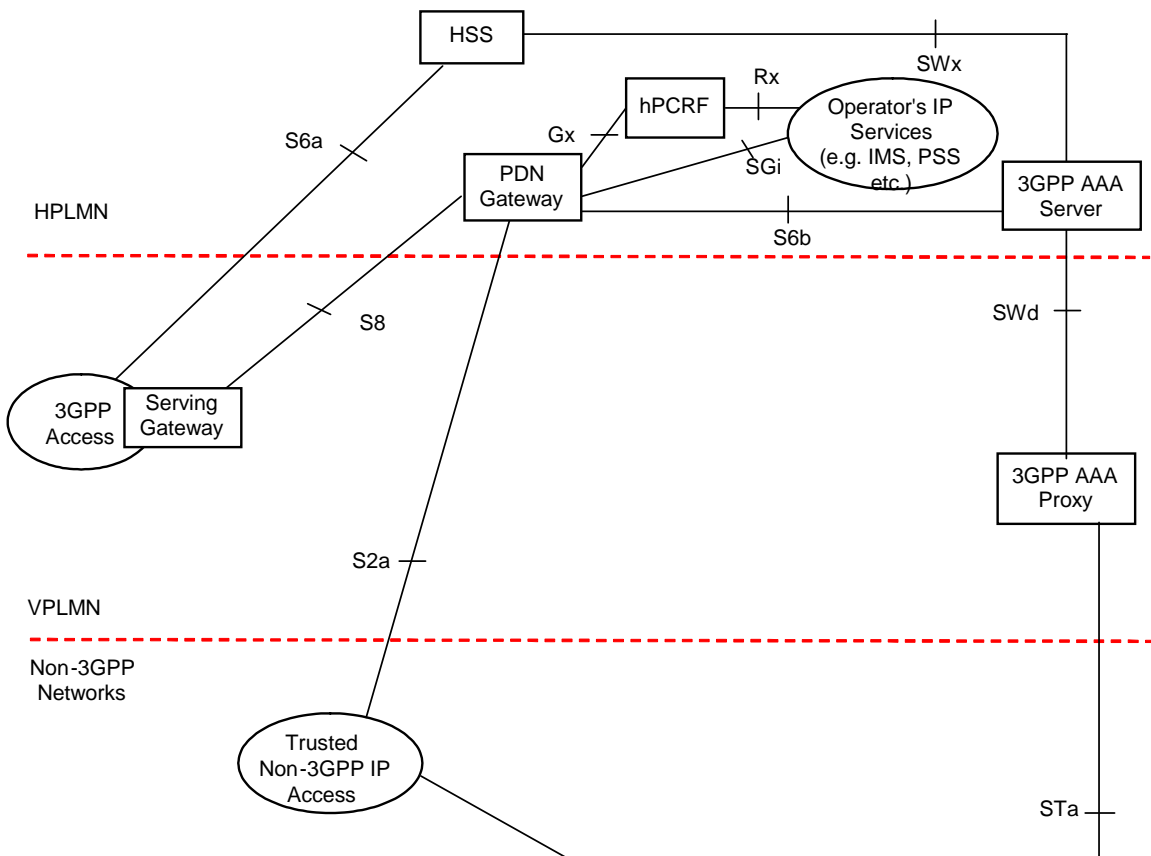 HSS
SWx
Rx
hPCRF
Operator's IP
Services
(e.g. IMS, PSS
etc.)
Gx
S6a
SGi
PDN
Gateway
3GPP AAA
Server
HPLMN
S6b
S8
SWd
3GPP
Access
Serving
Gateway
3GPP AAA
Proxy
S2a
VPLMN
Non-3GPP
Networks
Trusted
Non-3GPP IP
Access
STa